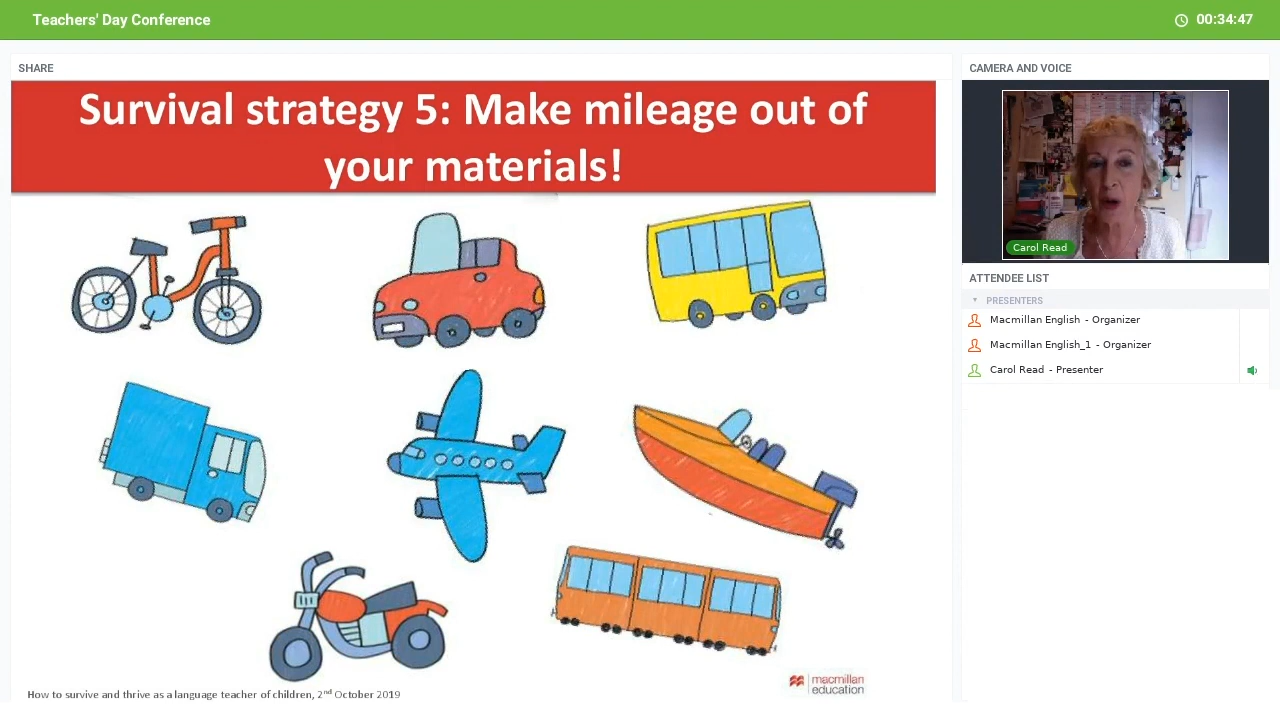 Teachers' Day Conference
00:34:47
SHARE
Survival strategy 5: Make mileage out of
your materials!
How to survive and thrive as a language teacher of children, 2nd October 2019
macmillan
education
CAMERA AND VOICE
Carol Read
ATTENDEE LIST
PRESENTERS
Macmillan English - Organizer
Macmillan English_1 - Organizer
Carol Read - Presenter